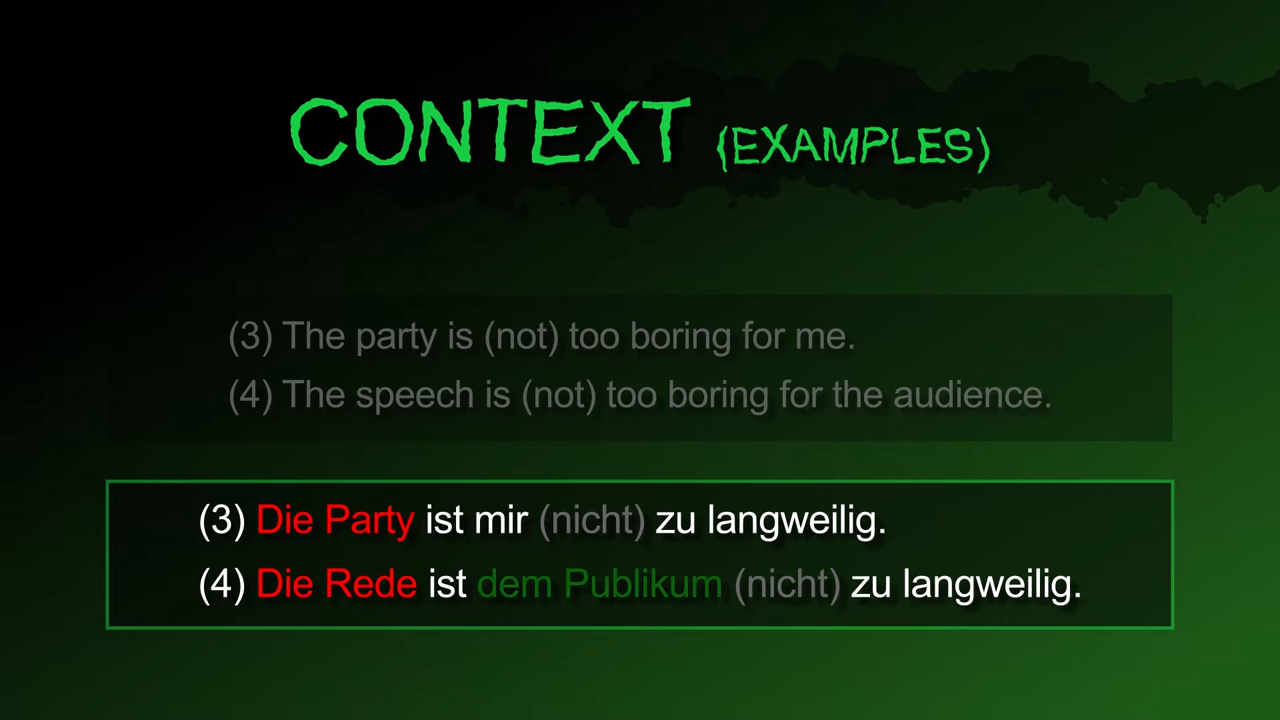 CONTEXT (EXAMPLES)
(3) The party is (not) too boring for me.
(4) The speech is (not) too boring for the audience.
(3) Die Party ist mir (nicht) zu langweilig.
(4) Die Rede ist dem Publikum (nicht) zu langweilig.